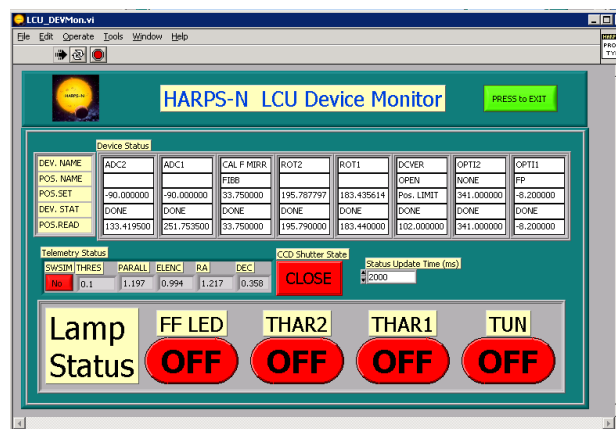 LCU_DEVMon.vi
File Edit Operate Tools Window Help
HARPS-N
HARPS-N LCU Device Monitor
PRESS to EXIT
Device Status
DEV. NAME ADC2 ADC1 CAL F MIRR ROT2 ROT1 DCVER OPTI2 OPTI1
POS. NAME FIBB OPEN NONE FP
POS.SET -90.000000 -90.000000 33.750000 195.787797 183.435614 Pos. LIMIT 341.000000 -8.200000
DEV. STAT DONE DONE DONE DONE DONE DONE DONE DONE
POS.READ 133.419500 251.753500 33.750000 195.790000 183.440000 102.000000 341.000000 -8.200000
Telemetry Status CCD Shutter State
SWSIM THRES PARALL ELENC RA DEC Status Update Time (ms)
No 0.1 1.197 0.994 1.217 0.358 CLOSE 2000
Lamp Status
FF LED THAR2 THAR1 TUN
OFF OFF OFF OFF